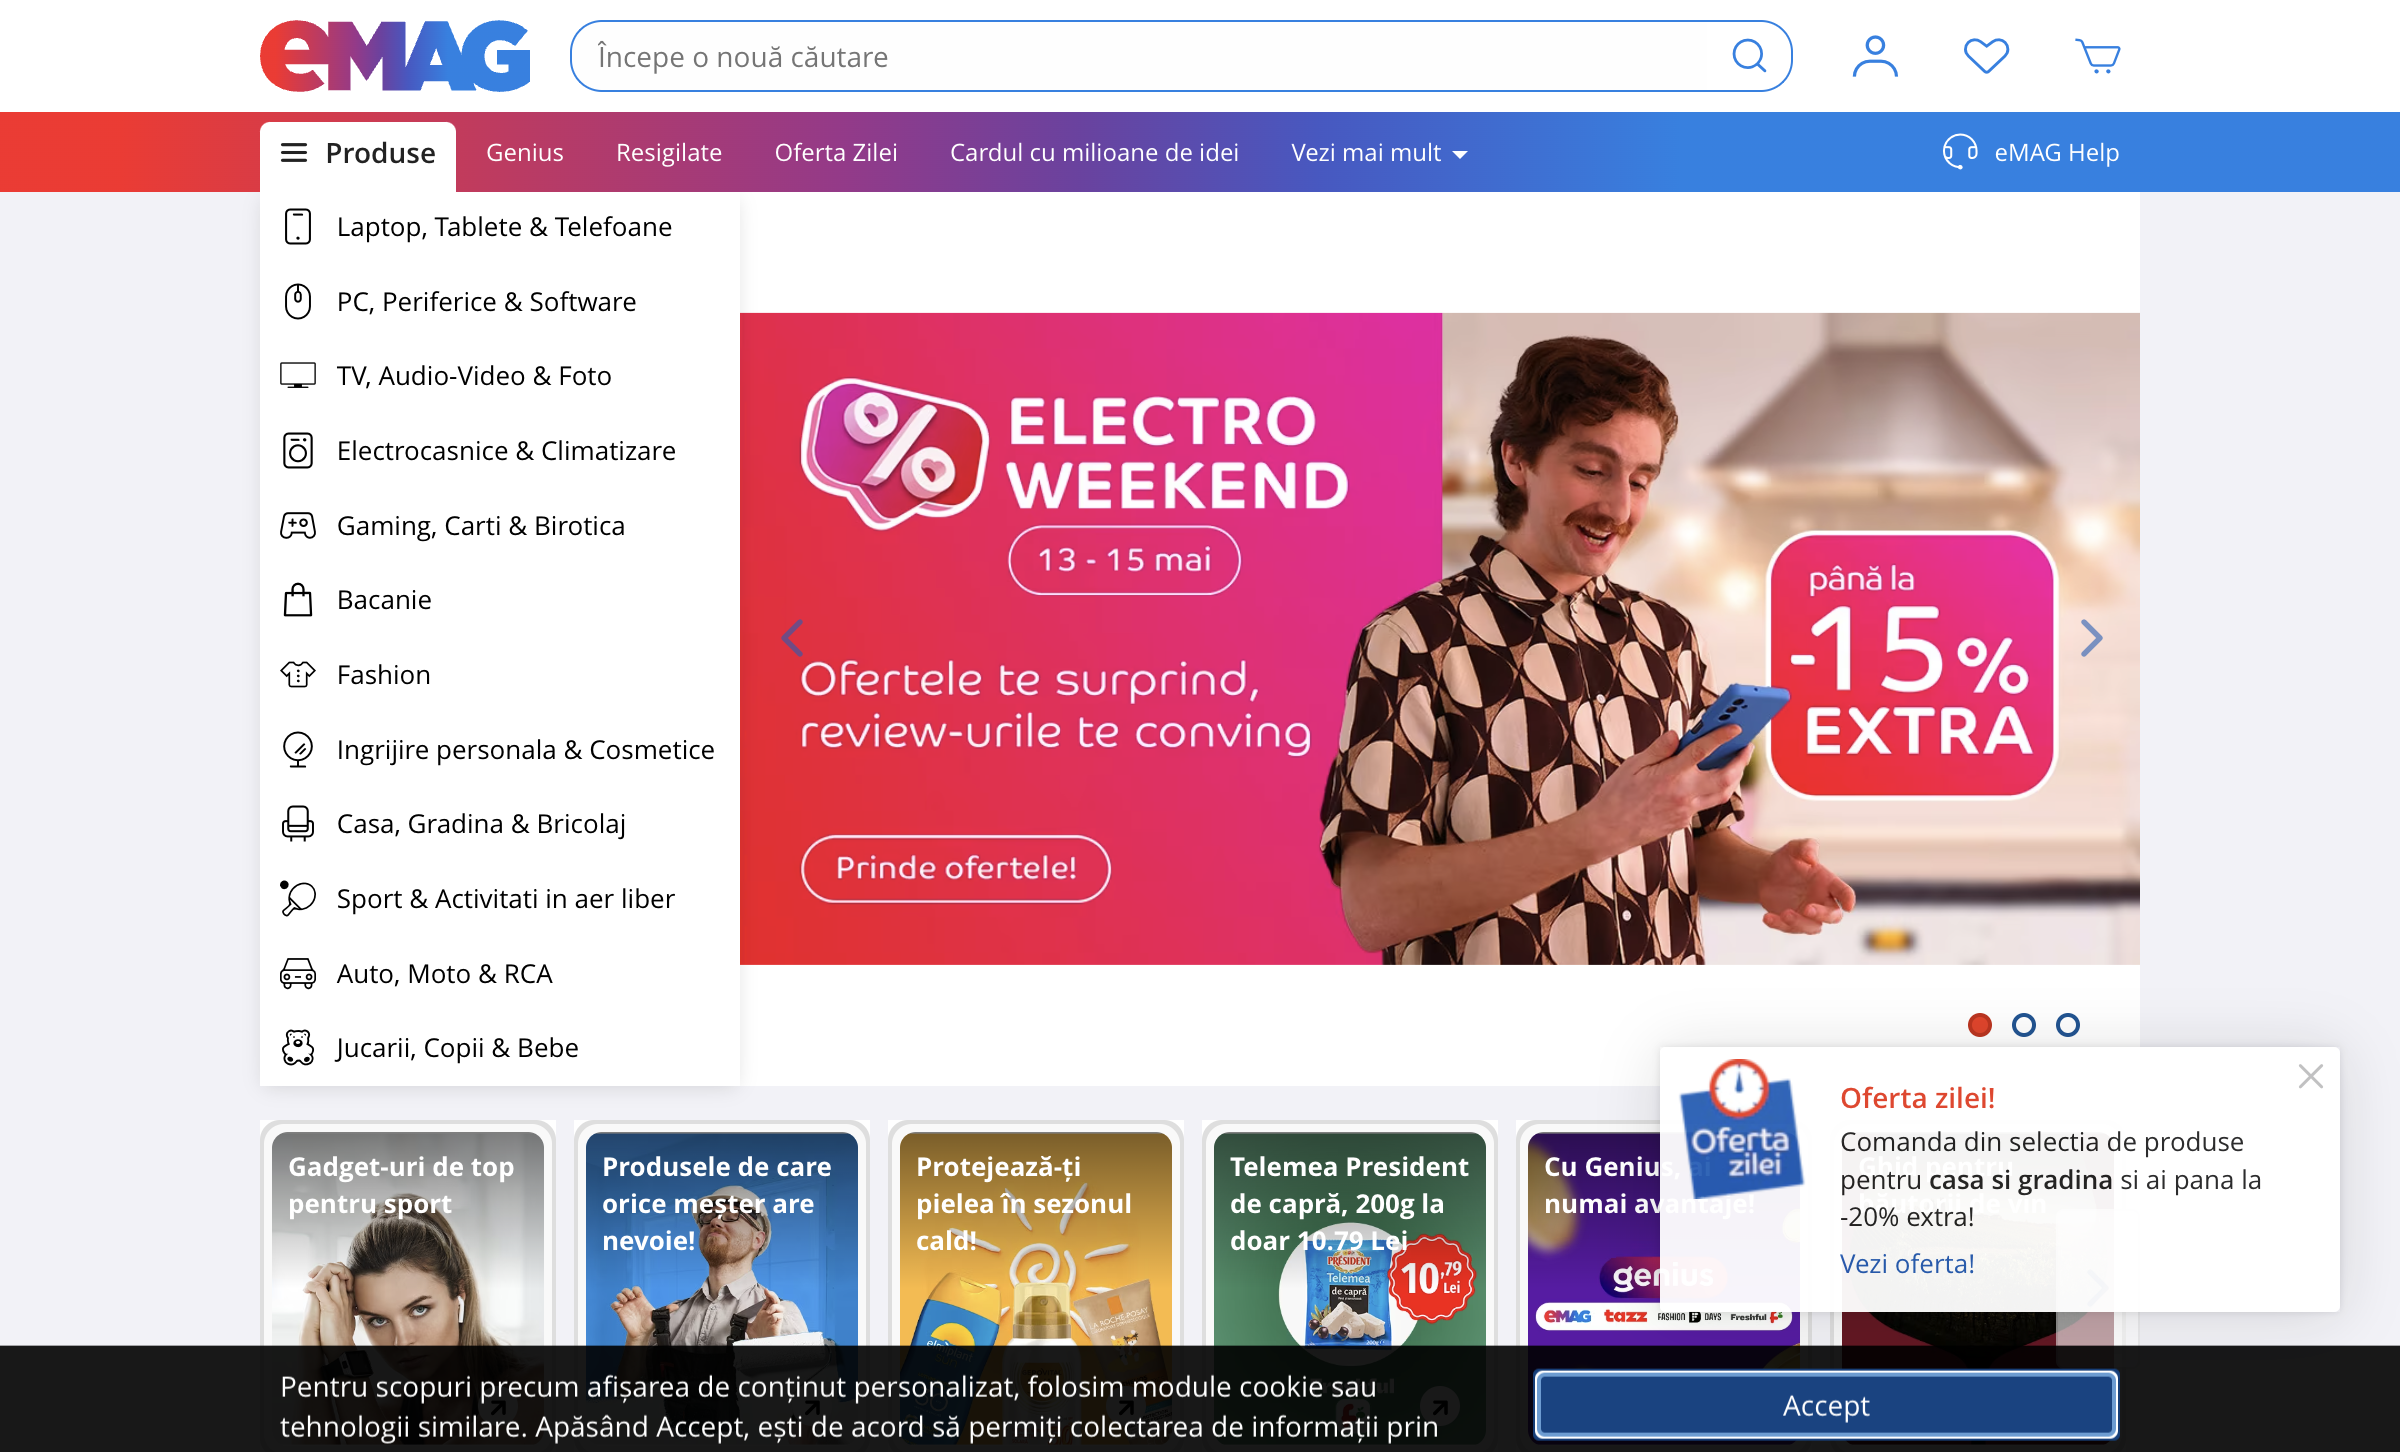 eMAG
Începe o nouă căutare
Produse
Genius
Resigilate
Oferta Zilei
Cardul cu milioane de idei
Vezi mai mult
eMAG Help
Laptop, Tablete & Telefoane
PC, Periferice & Software
TV, Audio-Video & Foto
Electrocasnice & Climatizare
Gaming, Carti & Birotica
Bacanie
Fashion
Ingrijire personala & Cosmetice
Casa, Gradina & Bricolaj
Sport & Activitati in aer liber
Auto, Moto & RCA
Jucarii, Copii & Bebe
%
ELECTRO
WEEKEND
13 - 15 mai
Ofertele te surprind,
review-urile te conving
Prinde ofertele!
până la
-15%
EXTRA
Gadget-uri de top
pentru sport
Produsele de care
orice meșter are
nevoie!
Protejează-ți
pielea în sezonul
cald!
LA ROCHE-POSAY
Telemea President
de capră, 200g la
doar 10.79 Lei
PRÉSIDENT
Telemea
de capră
10,79
Lei
Cu Genius, ai
numai avantaje!
genius
eMAG tazz FASHION DAYS Freshful
Ghid pentru
băutorii de vin
Oferta
zilei
Oferta zilei!
Comanda din selectia de produse
pentru casa si gradina si ai pana la
-20% extra!
Vezi oferta!
Pentru scopuri precum afișarea de conținut personalizat, folosim module cookie sau
tehnologii similare. Apăsând Accept, ești de acord să permiți colectarea de informații prin
Accept